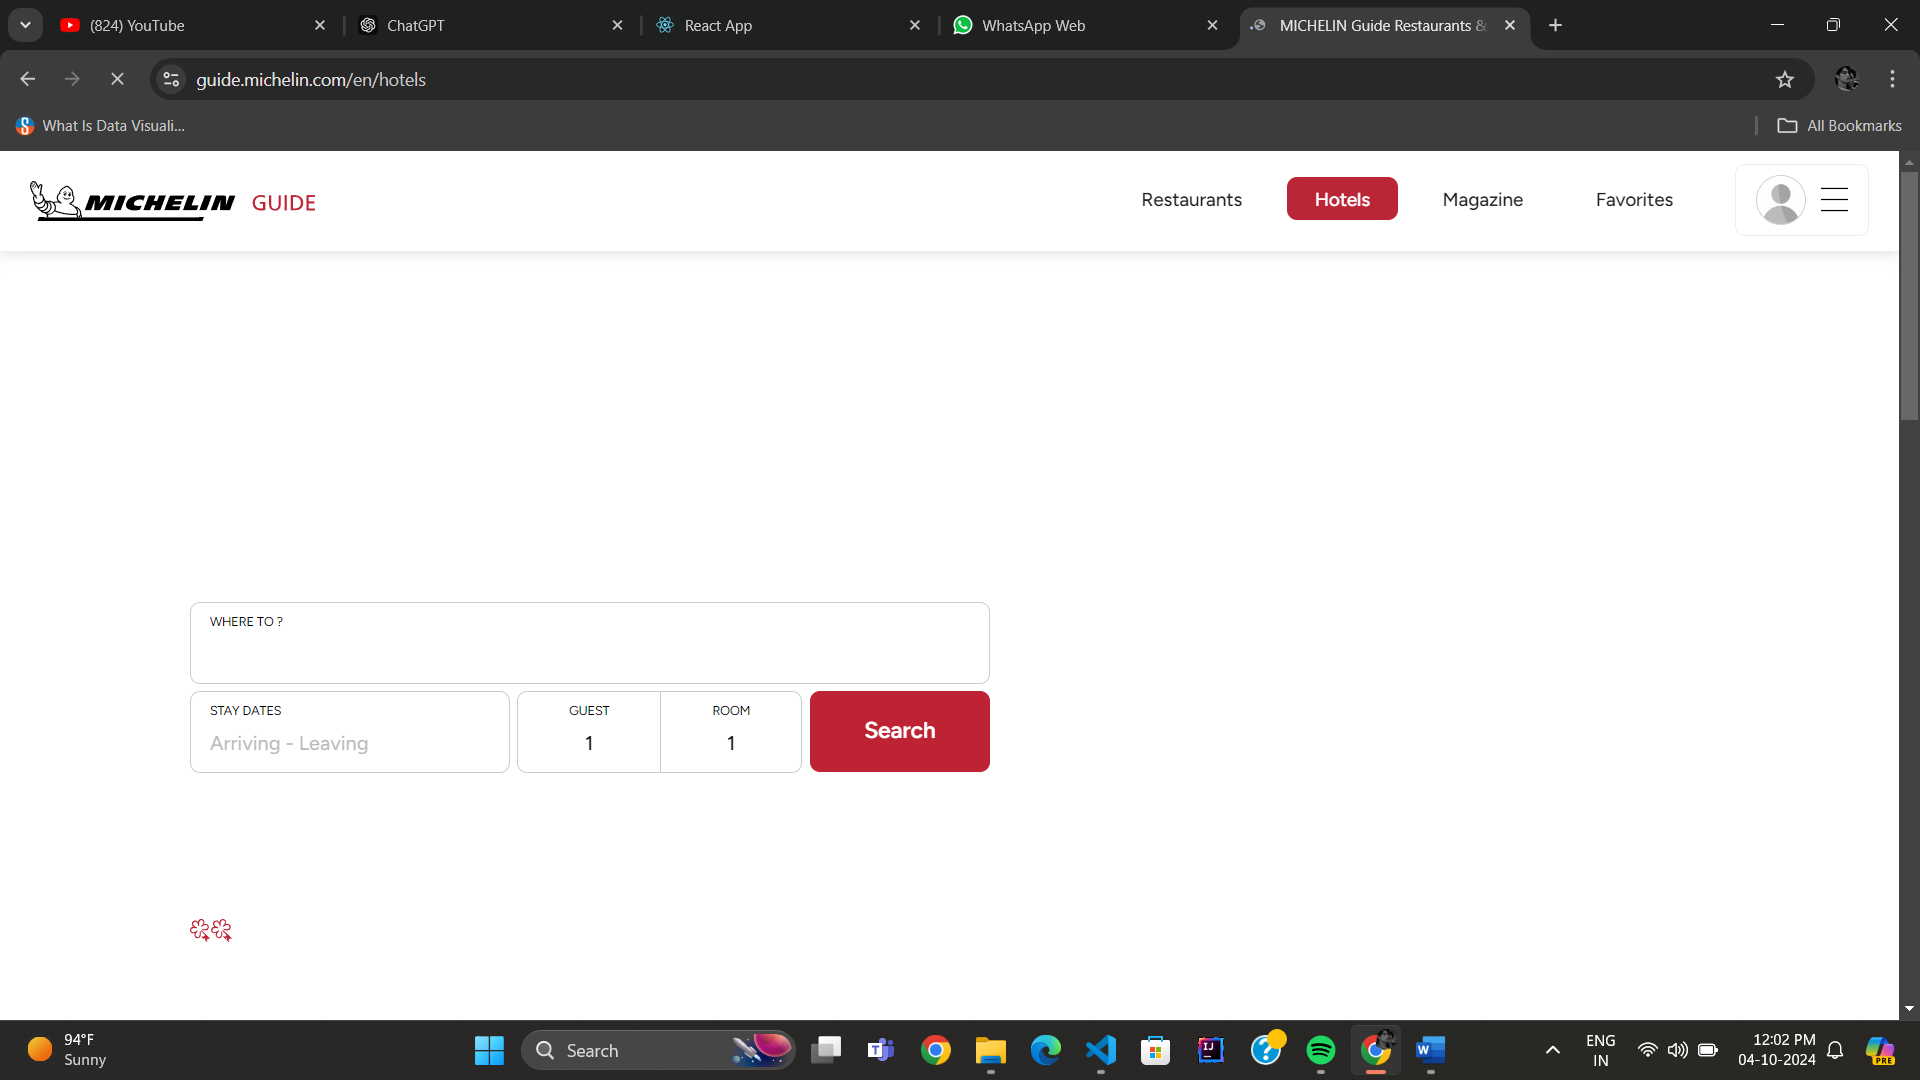 (824) YouTube
ChatGPT
React App
WhatsApp Web
MICHELIN Guide Restaurants &
guide.michelin.com/en/hotels
What Is Data Visuali...
All Bookmarks
MICHELIN GUIDE
Restaurants
Hotels
Magazine
Favorites
WHERE TO ?
STAY DATES
Arriving - Leaving
GUEST
1
ROOM
1
Search
94°F
Sunny
Search
ENG
IN
12:02 PM
04-10-2024
PRE